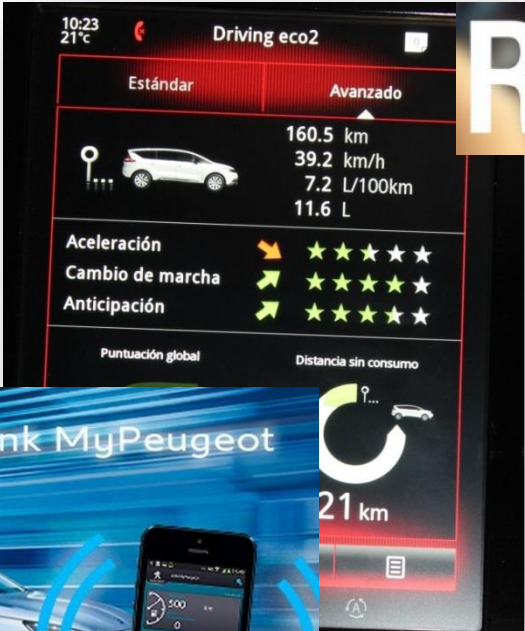 10:23
21°c
Driving eco2
R
Estándar
Avanzado
160.5 km
39.2 km/h
7.2 L/100km
11.6 L
Aceleración
Cambio de marcha
Anticipación
Puntuación global
Distancia sin consumo
nk MyPeugeot
21 km
500
0
A